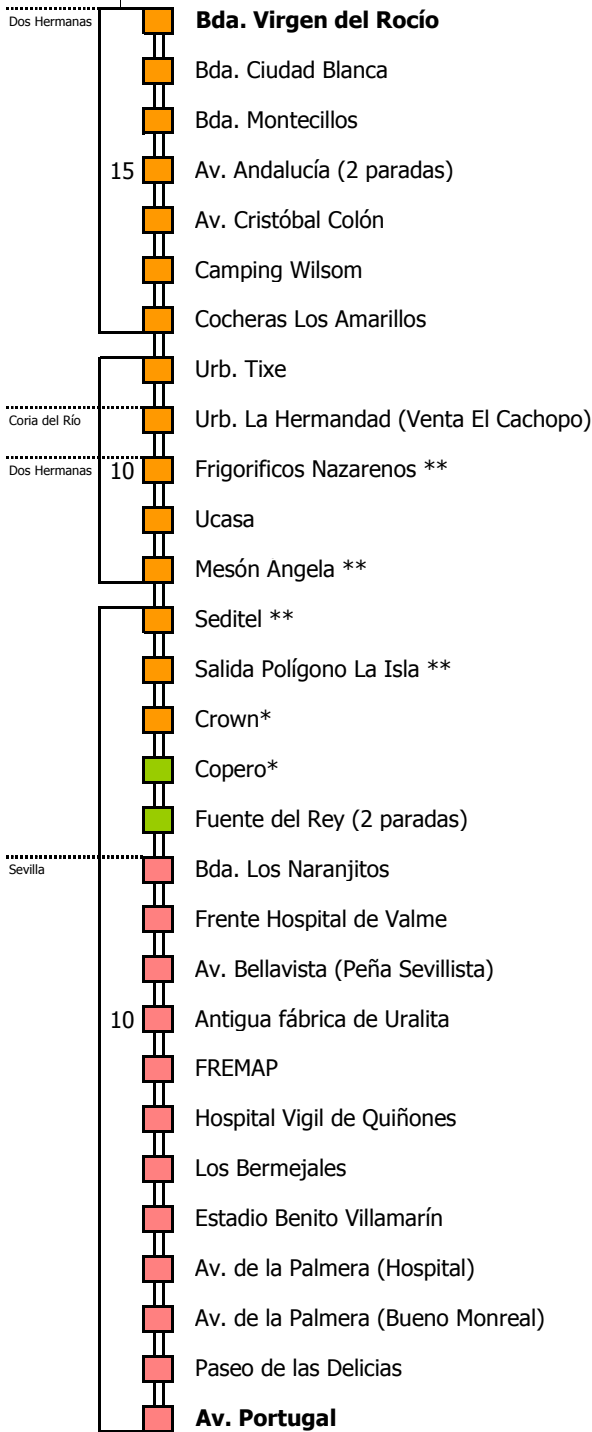 Dos Hermanas
Bda. Virgen del Rocío
Bda. Ciudad Blanca
Bda. Montecillos
15
Av. Andalucía (2 paradas)
Av. Cristóbal Colón
Camping Wilsom
Cocheras Los Amarillos
Urb. Tixe
Coria del Río
Urb. La Hermandad (Venta El Cachopo)
Dos Hermanas
10
Frigorificos Nazarenos **
Ucasa
Mesón Angela **
Seditel **
Salida Polígono La Isla **
Crown*
Copero*
Fuente del Rey (2 paradas)
Sevilla
Bda. Los Naranjitos
Frente Hospital de Valme
Av. Bellavista (Peña Sevillista)
10
Antigua fábrica de Uralita
FREMAP
Hospital Vigil de Quiñones
Los Bermejales
Estadio Benito Villamarín
Av. de la Palmera (Hospital)
Av. de la Palmera (Bueno Monreal)
Paseo de las Delicias
Av. Portugal